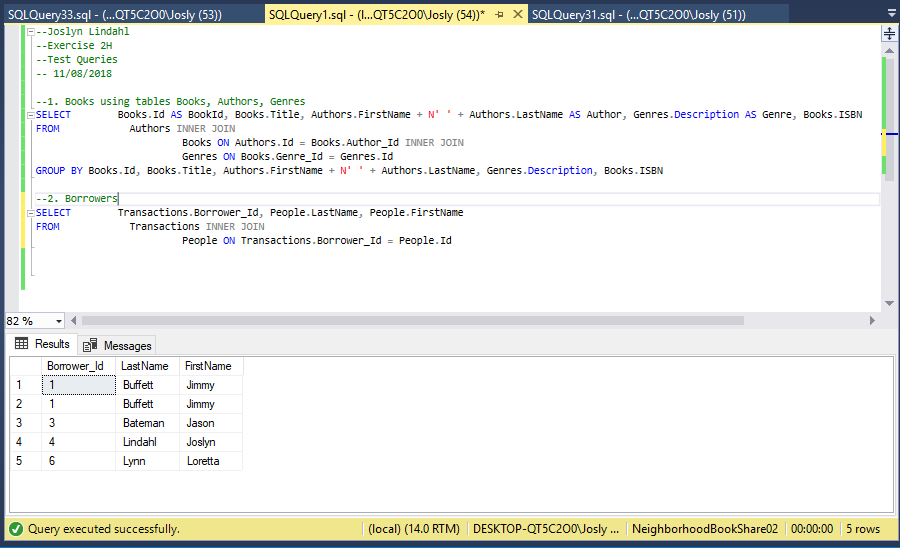 SQLQuery33.sql - (...QT5C2O0\Josly (53))
SQLQuery1.sql - (l...QT5C2O0\Josly (54))*
SQLQuery31.sql - (...QT5C2O0\Josly (51))
--Joslyn Lindahl
--Exercise 2H
--Test Queries
-- 11/08/2018
--1. Books using tables Books, Authors, Genres
SELECT Books.Id AS BookId, Books.Title, Authors.FirstName + N' ' + Authors.LastName AS Author, Genres.Description AS Genre, Books.ISBN
FROM Authors INNER JOIN
Books ON Authors.Id = Books.Author_Id INNER JOIN
Genres ON Books.Genre_Id = Genres.Id
GROUP BY Books.Id, Books.Title, Authors.FirstName + N' ' + Authors.LastName, Genres.Description, Books.ISBN
--2. Borrowers
SELECT Transactions.Borrower_Id, People.LastName, People.FirstName
FROM Transactions INNER JOIN
People ON Transactions.Borrower_Id = People.Id
82 %
Results Messages
Borrower_Id LastName FirstName
1 1 Buffett Jimmy
2 1 Buffett Jimmy
3 3 Bateman Jason
4 4 Lindahl Joslyn
5 6 Lynn Loretta
Query executed successfully. (local) (14.0 RTM) DESKTOP-QT5C2O0\Josly ... NeighborhoodBookShare02 00:00:00 5 rows